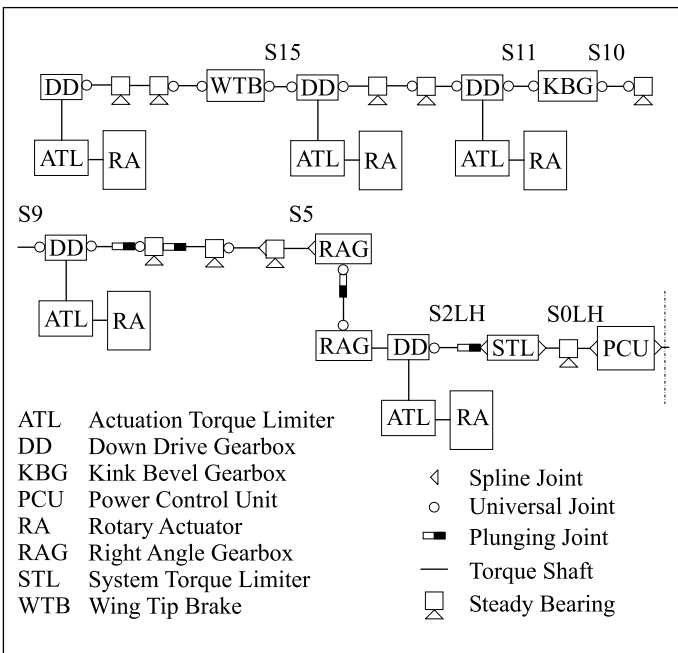 S15 S11 S10
DD WTB DD DD KBG
ATL RA ATL RA ATL RA
S9 S5
DD RAG
ATL RA
S2LH S0LH
RAG DD STL PCU
ATL RA
ATL Actuation Torque Limiter
DD Down Drive Gearbox
KBG Kink Bevel Gearbox
PCU Power Control Unit
RA Rotary Actuator
RAG Right Angle Gearbox
STL System Torque Limiter
WTB Wing Tip Brake
Spline Joint
Universal Joint
Plunging Joint
Torque Shaft
Steady Bearing